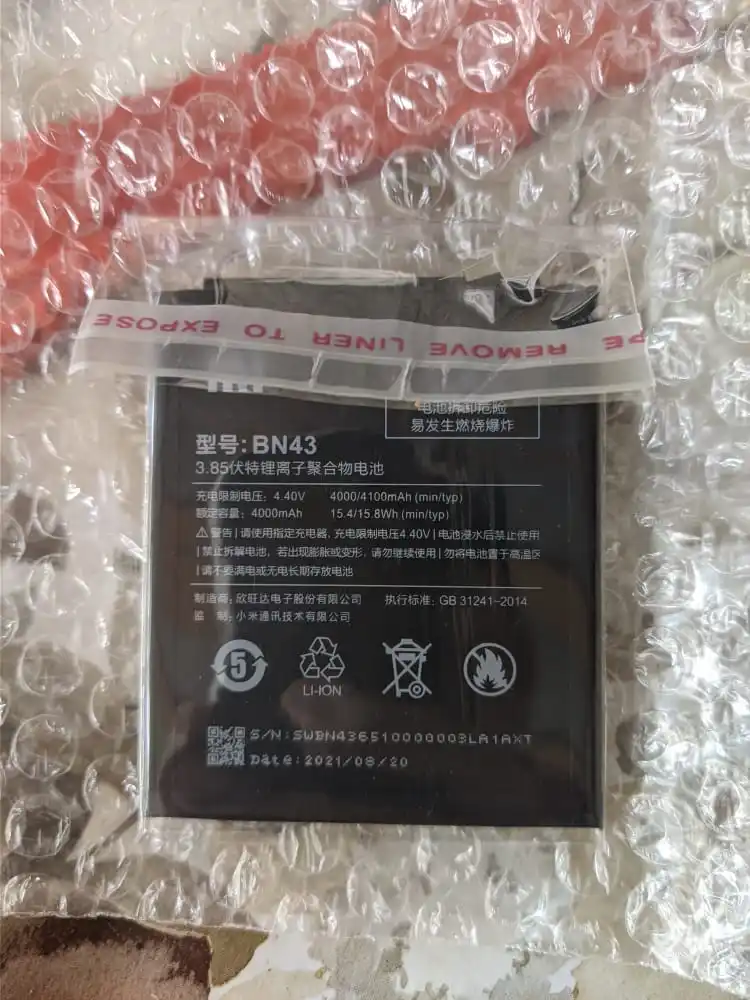 PE REMOVE LINER TO EXPOSE
电池拆卸危险
易发生燃烧爆炸
型号: BN43
3.85伏特锂离子聚合物电池
充电限制电压: 4.40V 4000/4100mAh (min/typ)
额定容量: 4000mAh 15.4/15.8Wh (min/typ)
警告 | 请使用指定充电器, 充电限制电压4.40V | 电池浸水后禁止使用
| 禁止拆解电池, 若出现膨胀或变形, 请勿继续使用 | 勿将电池置于高温区
| 请不要满电或无电长期存放电池
制造商: 欣旺达电子股份有限公司 执行标准: GB 31241-2014
监 制: 小米通讯技术有限公司
5
LI-ION
S/N: SWBN436510000003LA1AXT
Date: 2021/08/20